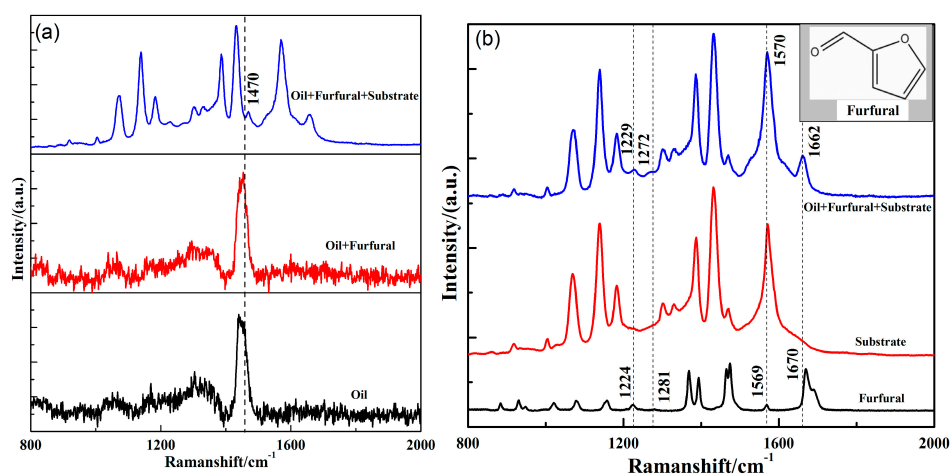 (a)
1470
Oil+Furfural+Substrate
Oil+Furfural
Oil
Intensity/(a.u.)
800 1200 1600 2000
Ramanshift/cm-1
(b)
1570
O
O
Furfural
1229
1272
1662
Oil+Furfural+Substrate
Substrate
1224
1281
1569
1670
Furfural
Intensity/(a.u.)
800 1200 1600 2000
Ramanshift/cm-1